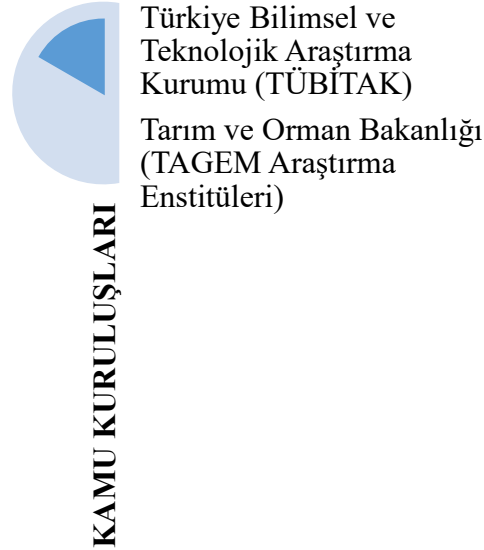 Türkiye Bilimsel ve
Teknolojik Araştırma
Kurumu (TÜBİTAK)
Tarım ve Orman Bakanlığı
(TAGEM Araştırma
Enstitüleri)
KAMU KURULUŞLARI